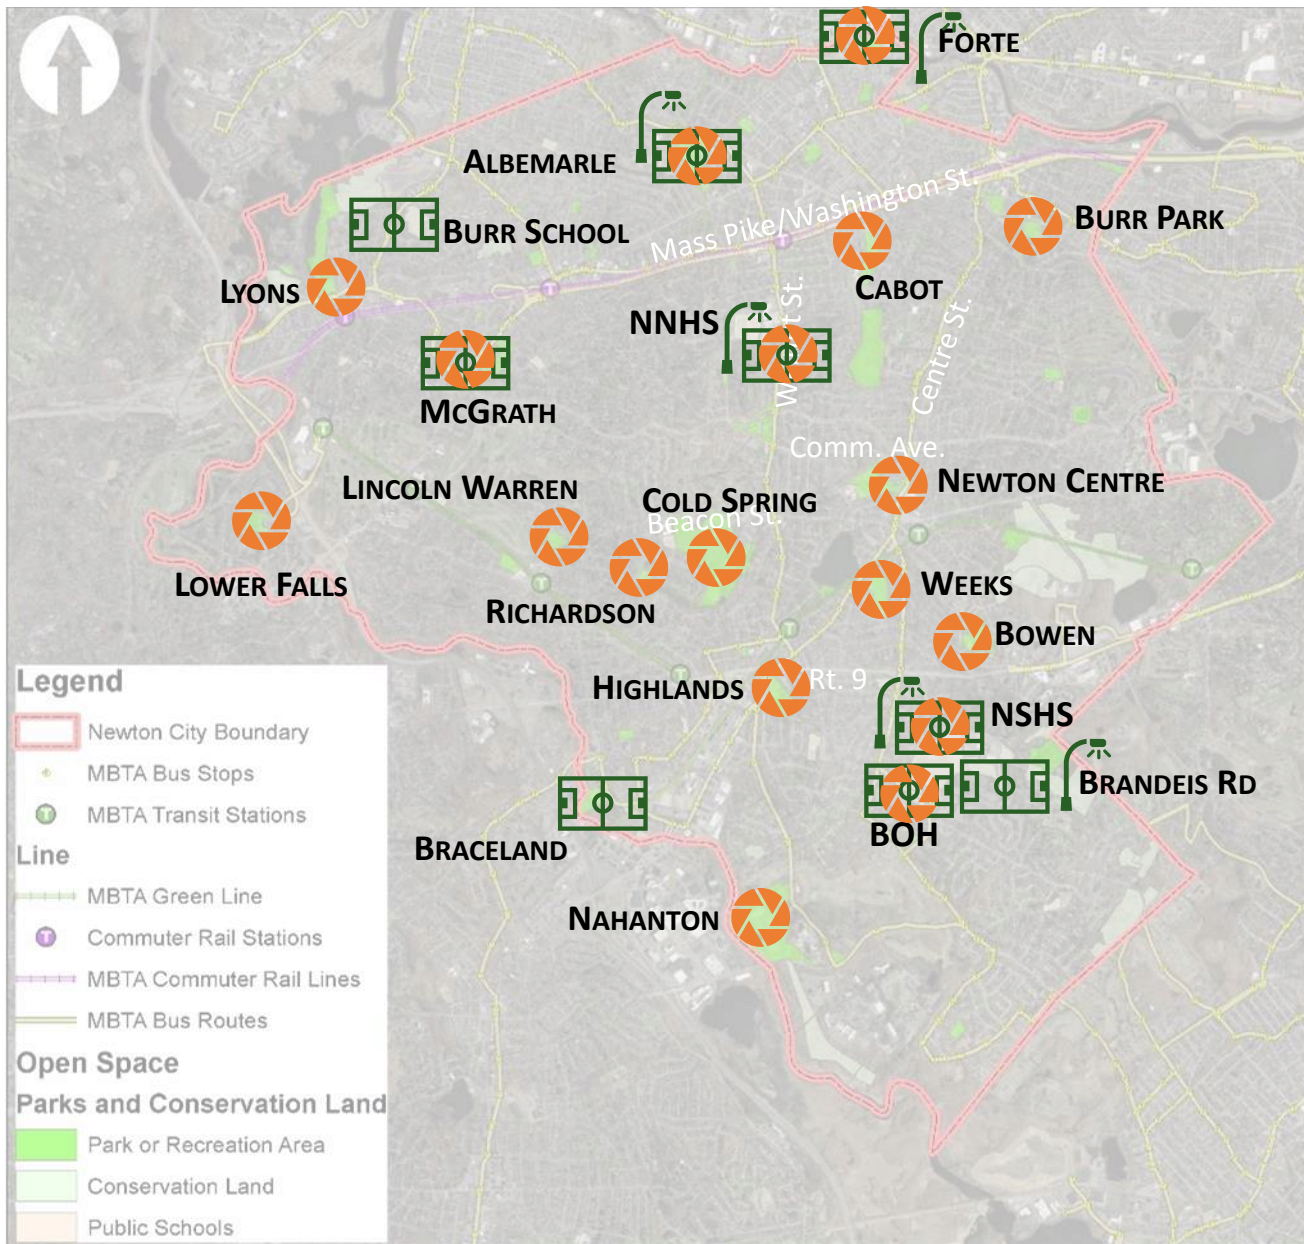 FORTE
ALBEMARLE
BURR SCHOOL
Mass Pike/Washington St.
BURR PARK
LYONS
CABOT
NNHS
Centre St.
MCGRATH
Comm. Ave.
LINCOLN WARREN
COLD SPRING
NEWTON CENTRE
Beacon St.
LOWER FALLS
RICHARDSON
WEEKS
BOWEN
HIGHLANDS
Rt. 9
NSHS
BRANDEIS RD
BOH
BRACELAND
NAHANTON
Legend
Newton City Boundary
MBTA Bus Stops
T MBTA Transit Stations
Line
MBTA Green Line
T Commuter Rail Stations
MBTA Commuter Rail Lines
MBTA Bus Routes
Open Space
Parks and Conservation Land
Park or Recreation Area
Conservation Land
Public Schools